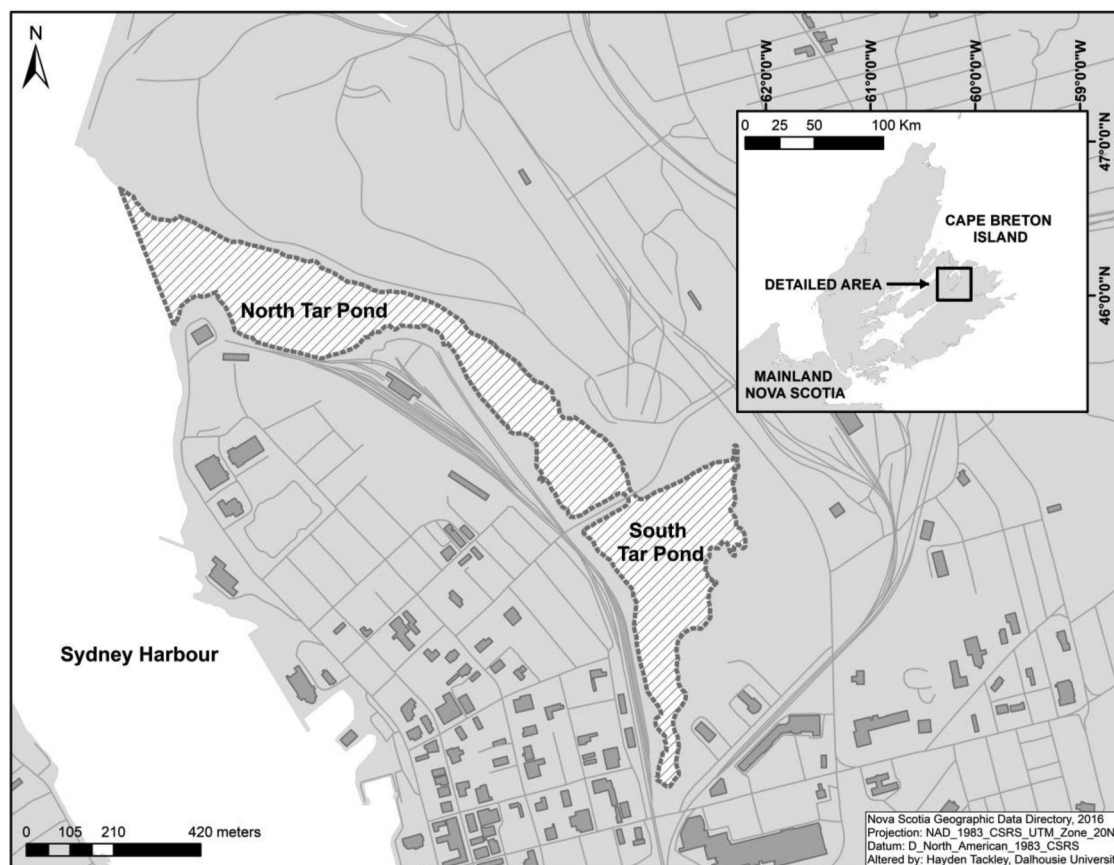 N
62°0'0"W
61°0'0"W
60°0'0"W
59°0'0"W
0 25 50 100 Km
47°0'0"N
46°0'0"N
CAPE BRETON
ISLAND
DETAILED AREA
MAINLAND
NOVA SCOTIA
North Tar Pond
South
Tar Pond
Sydney Harbour
0 105 210 420 meters
Nova Scotia Geographic Data Directory, 2016
Projection: NAD_1983_CSRS_UTM_Zone_20N
Datum: D_North_American_1983_CSRS
Altered by: Hayden Tackley, Dalhousie Universi